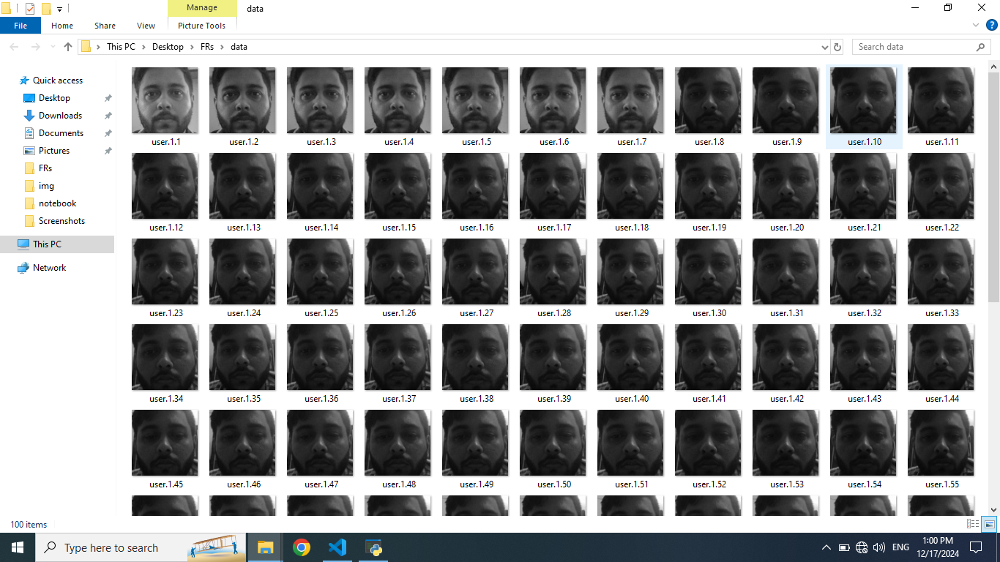 Manage
data
File
Home
Share
View
Picture Tools
This PC
Desktop
FRs
data
Search data
Quick access
Desktop
Downloads
Documents
Pictures
FRs
img
notebook
Screenshots
This PC
Network
user.1.1 user.1.2 user.1.3 user.1.4 user.1.5 user.1.6 user.1.7 user.1.8 user.1.9 user.1.10 user.1.11
user.1.12 user.1.13 user.1.14 user.1.15 user.1.16 user.1.17 user.1.18 user.1.19 user.1.20 user.1.21 user.1.22
user.1.23 user.1.24 user.1.25 user.1.26 user.1.27 user.1.28 user.1.29 user.1.30 user.1.31 user.1.32 user.1.33
user.1.34 user.1.35 user.1.36 user.1.37 user.1.38 user.1.39 user.1.40 user.1.41 user.1.42 user.1.43 user.1.44
user.1.45 user.1.46 user.1.47 user.1.48 user.1.49 user.1.50 user.1.51 user.1.52 user.1.53 user.1.54 user.1.55
100 items
Type here to search
ENG
1:00 PM
12/17/2024